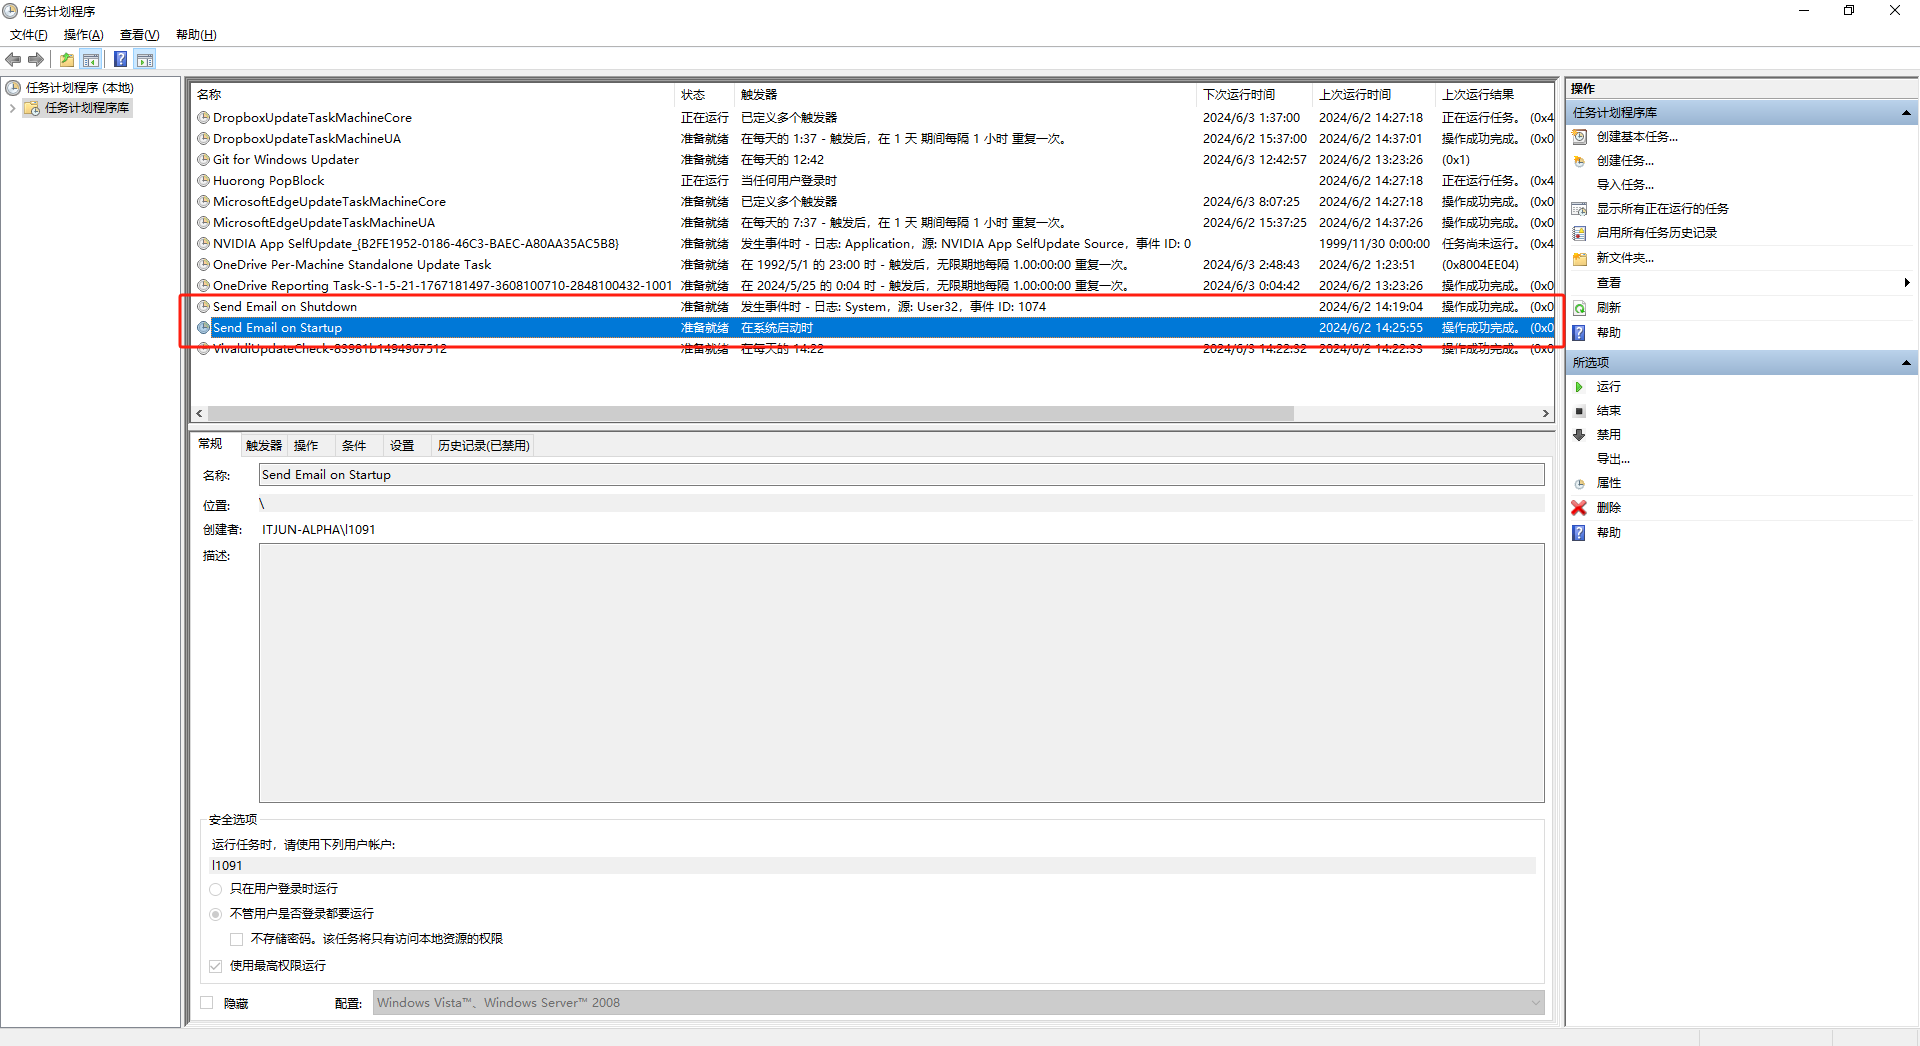 任务计划程序
文件(F) 操作(A) 查看(V) 帮助(H)
任务计划程序 (本地)
任务计划程序库
名称 状态 触发器 下次运行时间 上次运行时间 上次运行结果
DropboxUpdateTaskMachineCore 正在运行 已定义多个触发器 2024/6/3 1:37:00 2024/6/2 14:27:18 正在运行任务。 (0x4
DropboxUpdateTaskMachineUA 准备就绪 在每天的 1:37 - 触发后，在 1 天 期间每隔 1 小时 重复一次。 2024/6/2 15:37:00 2024/6/2 14:37:01 操作成功完成。 (0x0
Git for Windows Updater 准备就绪 在每天的 12:42 2024/6/3 12:42:57 2024/6/2 13:23:26 (0x1)
Huorong PopBlock 正在运行 当任何用户登录时 2024/6/2 14:27:18 正在运行任务。 (0x4
MicrosoftEdgeUpdateTaskMachineCore 准备就绪 已定义多个触发器 2024/6/3 8:07:25 2024/6/2 14:27:18 操作成功完成。 (0x0
MicrosoftEdgeUpdateTaskMachineUA 准备就绪 在每天的 7:37 - 触发后，在 1 天 期间每隔 1 小时 重复一次。 2024/6/2 15:37:25 2024/6/2 14:37:26 操作成功完成。 (0x0
NVIDIA App SelfUpdate_{B2FE1952-0186-46C3-BAEC-A80AA35AC5B8} 准备就绪 发生事件时 - 日志: Application，源: NVIDIA App SelfUpdate Source，事件 ID: 0 1999/11/30 0:00:00 任务尚未运行。 (0x4
OneDrive Per-Machine Standalone Update Task 准备就绪 在 1992/5/1 的 23:00 时 - 触发后，无限期地每隔 1.00:00:00 重复一次。 2024/6/3 2:48:43 2024/6/2 1:23:51 (0x8004EE04)
OneDrive Reporting Task-S-1-5-21-1767181497-3608100710-2848100432-1001 准备就绪 在 2024/5/25 的 0:04 时 - 触发后，无限期地每隔 1.00:00:00 重复一次。 2024/6/3 0:04:42 2024/6/2 13:23:26 操作成功完成。 (0x0
Send Email on Shutdown 准备就绪 发生事件时 - 日志: System，源: User32，事件 ID: 1074 2024/6/2 14:19:04 操作成功完成。 (0x0
Send Email on Startup 准备就绪 在系统启动时 2024/6/2 14:25:55 操作成功完成。 (0x0
VivaldiUpdateCheck-83981b1494967512 准备就绪 在每天的 14:22 2024/6/3 14:22:32 2024/6/2 14:22:33 操作成功完成。 (0x0
常规 触发器 操作 条件 设置 历史记录(已禁用)
名称: Send Email on Startup
位置: \
创建者: ITJUN-ALPHA\l1091
描述:
安全选项
运行任务时，请使用下列用户帐户:
l1091
只在用户登录时运行
不管用户是否登录都要运行
不存储密码。该任务将只有访问本地资源的权限
使用最高权限运行
隐藏 配置: Windows Vista™、Windows Server™ 2008
操作
任务计划程序库
创建基本任务...
创建任务...
导入任务...
显示所有正在运行的任务
启用所有任务历史记录
新文件夹...
查看
刷新
帮助
所选项
运行
结束
禁用
导出...
属性
删除
帮助